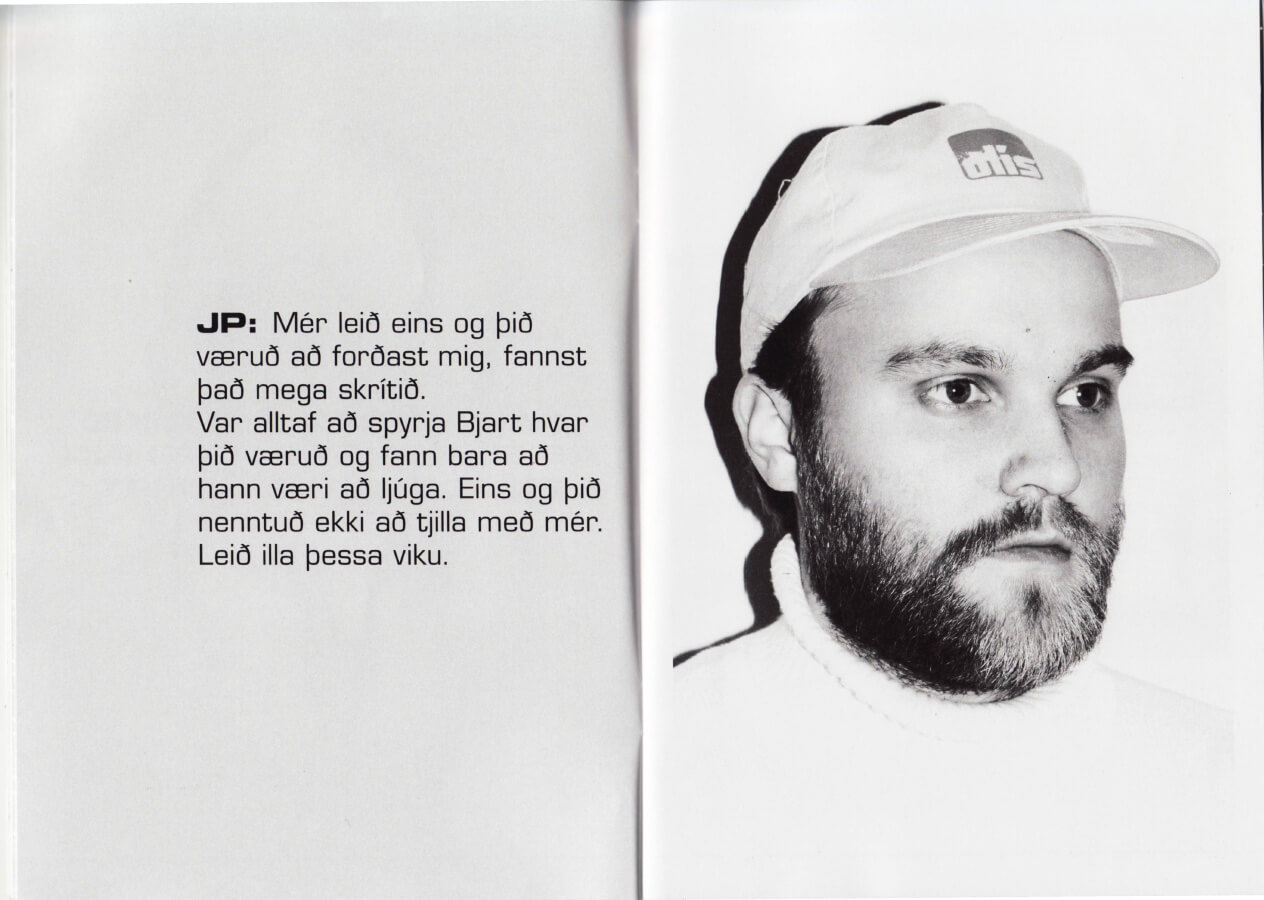 JP: Mér leið eins og þið
væruð að forðast mig, fannst
það mega skrítið.
Var alltaf að spyrja Bjart hvar
þið væruð og fann bara að
hann væri að ljúga. Eins og þið
nenntuð ekki að tjilla með mér.
Leið illa þessa viku.
olís